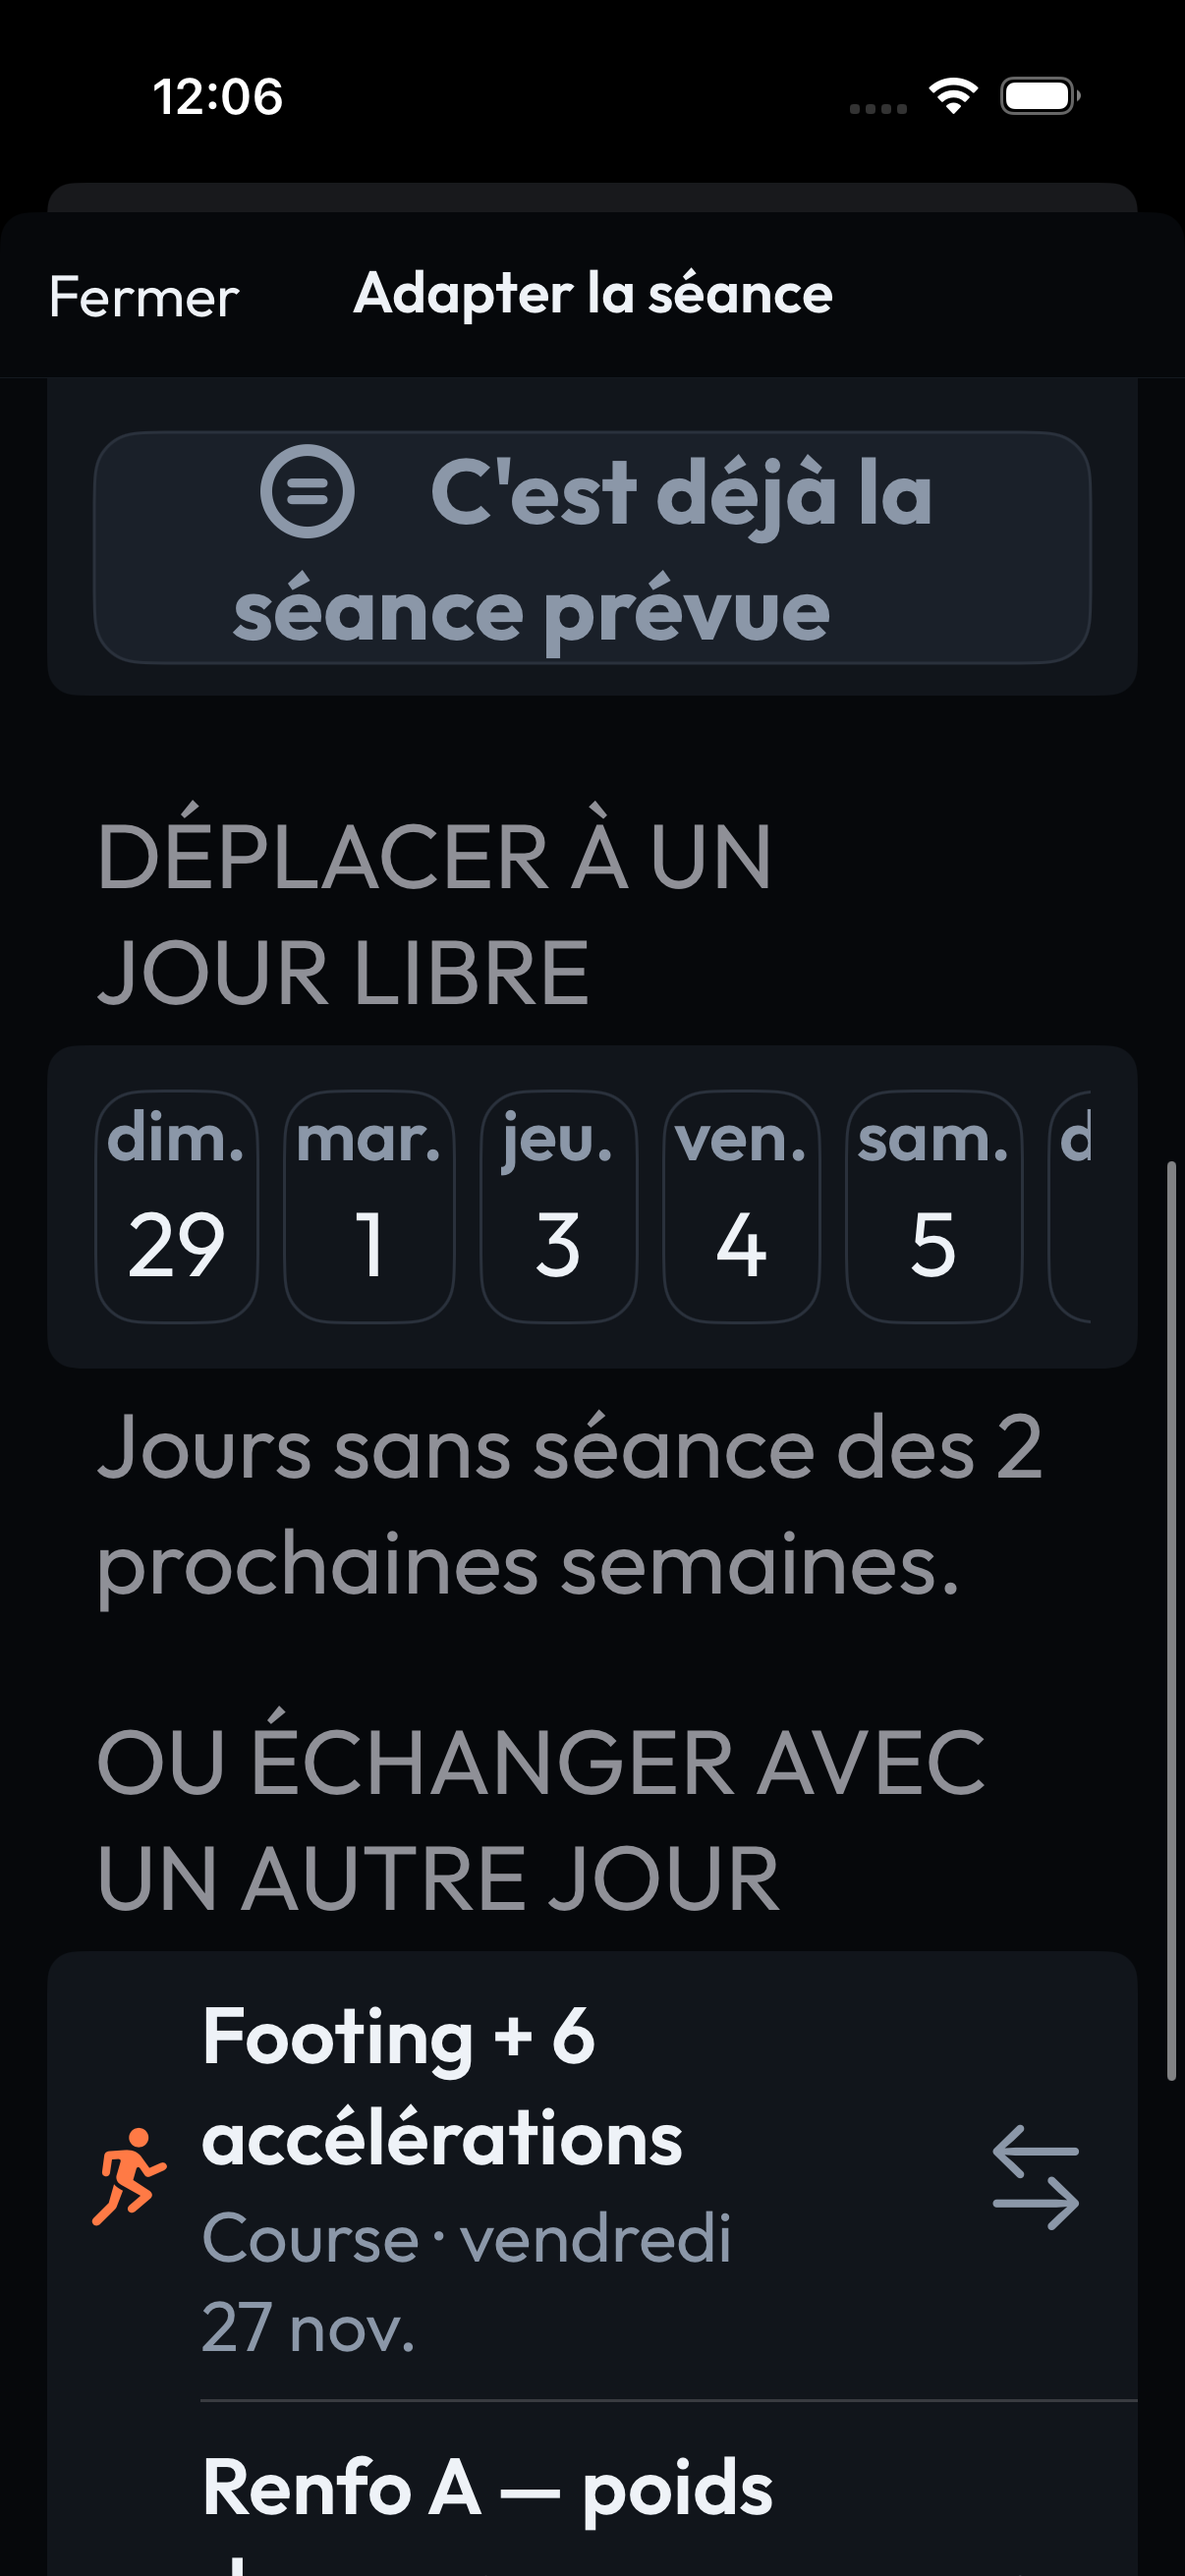 12:06
Fermer
Adapter la séance
C'est déjà la
séance prévue
DÉPLACER À UN
JOUR LIBRE
dim. mar. jeu. ven. sam. d
29 1 3 4 5
Jours sans séance des 2
prochaines semaines.
OU ÉCHANGER AVEC
UN AUTRE JOUR
Footing + 6
accélérations
Course · vendredi
27 nov.
Renfo A — poids